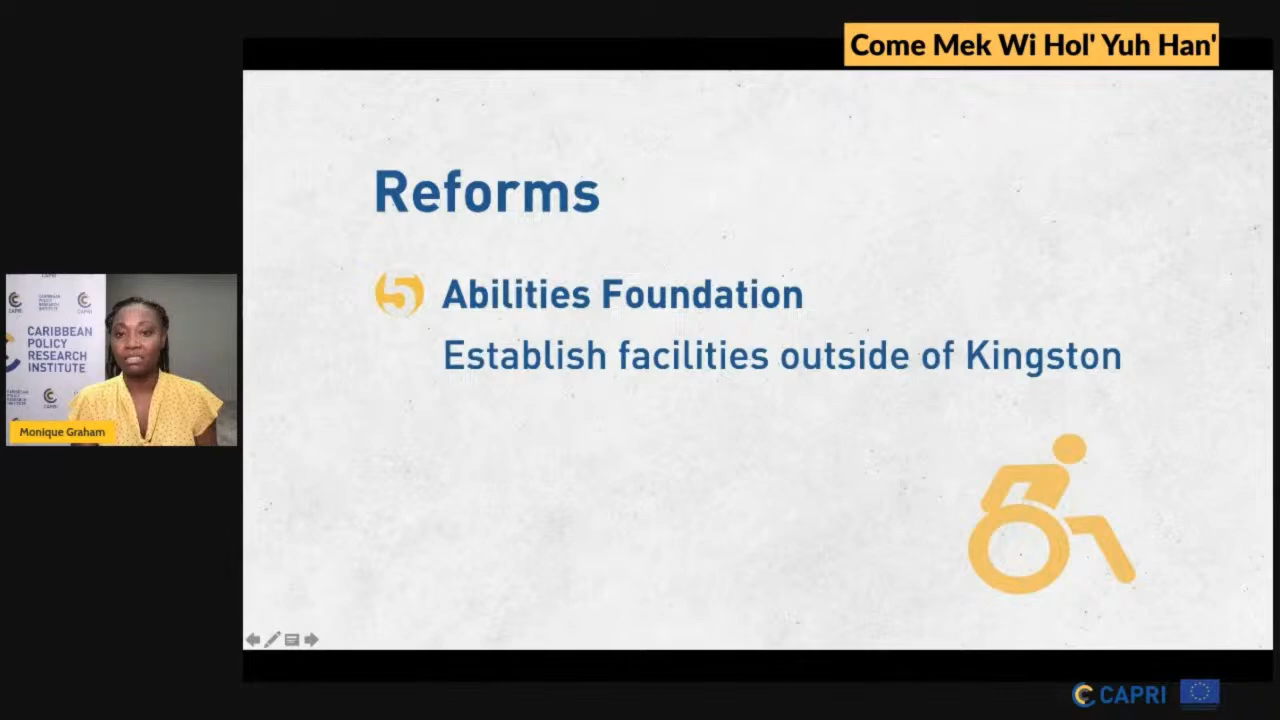 Come Mek Wi Hol' Yuh Han'
Reforms
5 Abilities Foundation
Establish facilities outside of Kingston
CARIBBEAN
POLICY
RESEARCH
INSTITUTE
CAPRI
Monique Graham
CAPRI